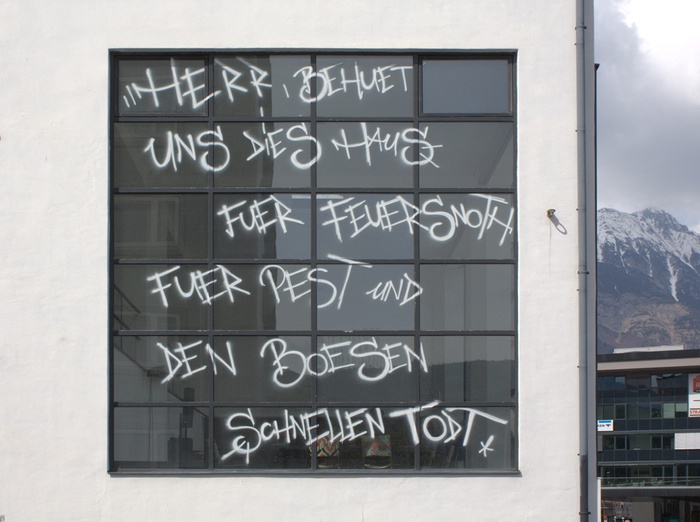 „HERR, BEHUET
UNS DIES HAUS
FUER FEUERSNOTH
FUER PEST UND
DEN BOESEN
SCHNELLEN TODT*